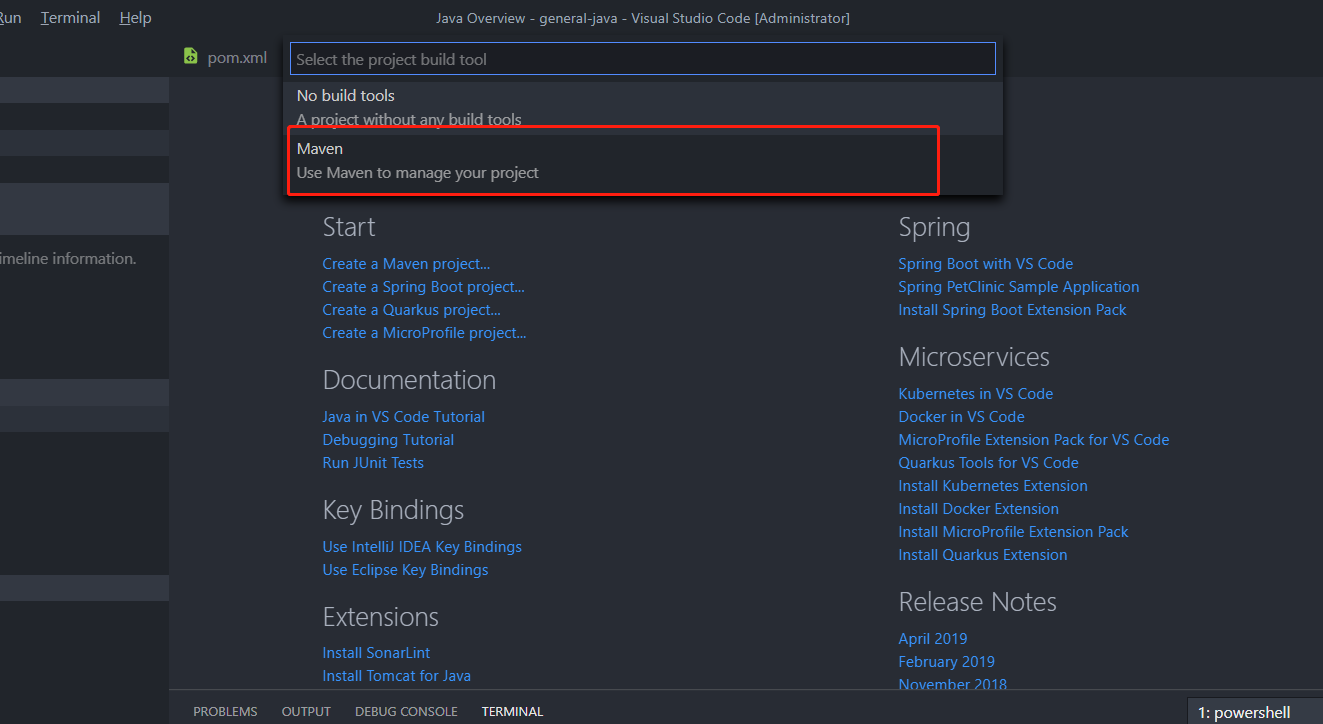 Run Terminal Help
Java Overview - general-java - Visual Studio Code [Administrator]
pom.xml
Select the project build tool
No build tools
A project without any build tools
Maven
Use Maven to manage your project
imeline information.
Start
Create a Maven project...
Create a Spring Boot project...
Create a Quarkus project...
Create a MicroProfile project...
Documentation
Java in VS Code Tutorial
Debugging Tutorial
Run JUnit Tests
Key Bindings
Use IntelliJ IDEA Key Bindings
Use Eclipse Key Bindings
Extensions
Install SonarLint
Install Tomcat for Java
Spring
Spring Boot with VS Code
Spring PetClinic Sample Application
Install Spring Boot Extension Pack
Microservices
Kubernetes in VS Code
Docker in VS Code
MicroProfile Extension Pack for VS Code
Quarkus Tools for VS Code
Install Kubernetes Extension
Install Docker Extension
Install MicroProfile Extension Pack
Install Quarkus Extension
Release Notes
April 2019
February 2019
November 2018
PROBLEMS OUTPUT DEBUG CONSOLE TERMINAL
1: powershell